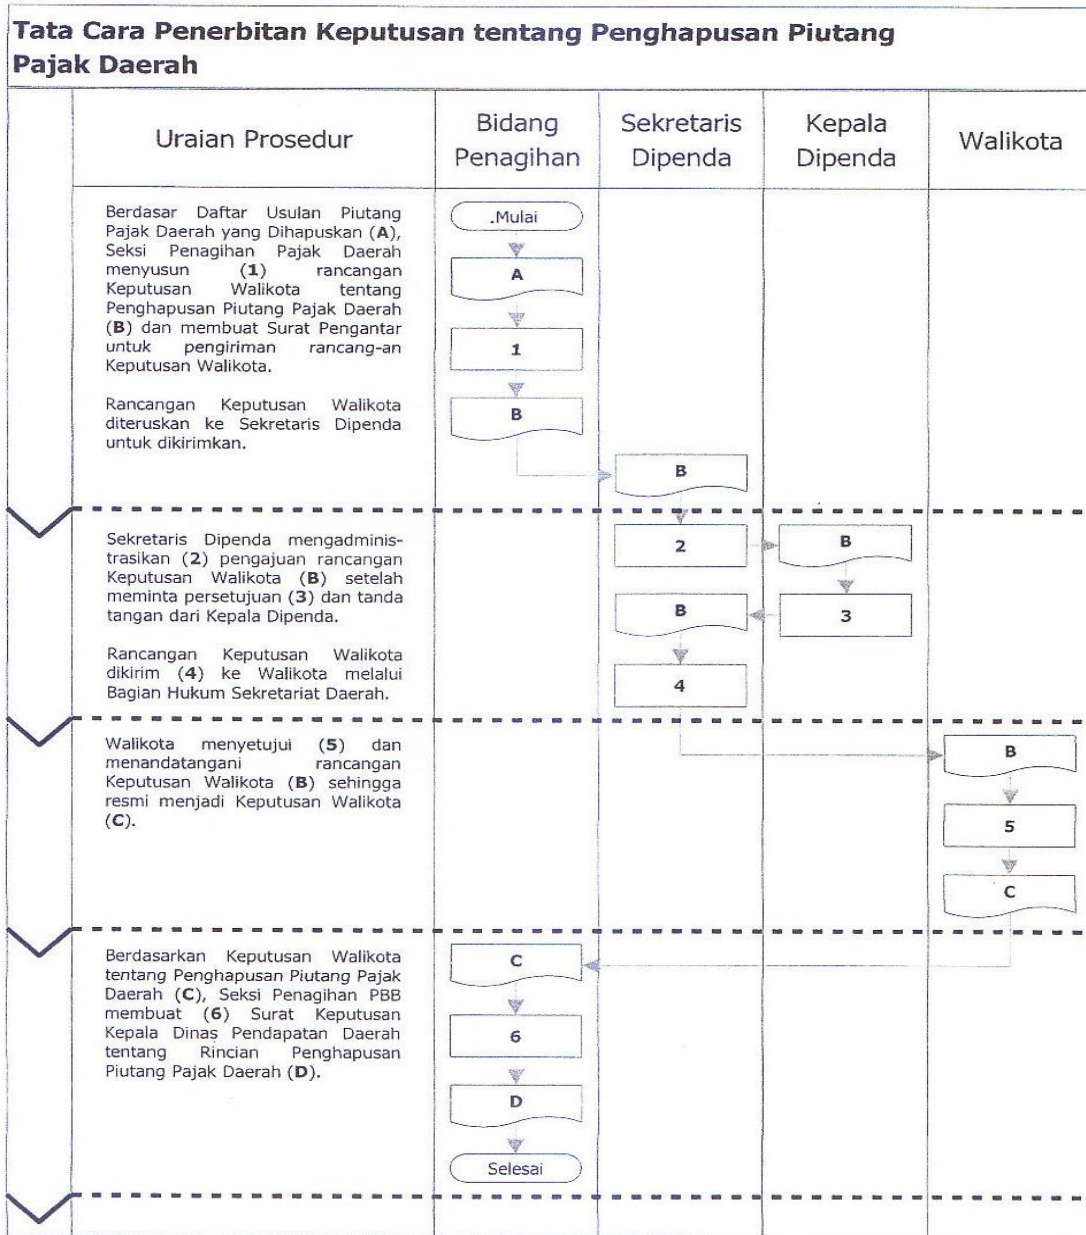 Tata Cara Penerbitan Keputusan tentang Penghapusan Piutang
Pajak Daerah
Uraian Prosedur
Bidang
Penagihan
Sekretaris
Dipenda
Kepala
Dipenda
Walikota
Berdasar Daftar Usulan Piutang
Pajak Daerah yang Dihapuskan (A),
Seksi Penagihan Pajak Daerah
menyusun (1) rancangan
Keputusan Walikota tentang
Penghapusan Piutang Pajak Daerah
(B) dan membuat Surat Pengantar
untuk pengiriman rancang-an
Keputusan Walikota.
Rancangan Keputusan Walikota
diteruskan ke Sekretaris Dipenda
untuk dikirimkan.
.Mulai
A
1
B
B
Sekretaris Dipenda mengadminis-
trasikan (2) pengajuan rancangan
Keputusan Walikota (B) setelah
meminta persetujuan (3) dan tanda
tangan dari Kepala Dipenda.
Rancangan Keputusan Walikota
dikirim (4) ke Walikota melalui
Bagian Hukum Sekretariat Daerah.
2
B
B
3
4
Walikota menyetujui (5) dan
menandatangani rancangan
Keputusan Walikota (B) sehingga
resmi menjadi Keputusan Walikota
(C).
B
5
C
Berdasarkan Keputusan Walikota
tentang Penghapusan Piutang Pajak
Daerah (C), Seksi Penagihan PBB
membuat (6) Surat Keputusan
Kepala Dinas Pendapatan Daerah
tentang Rincian Penghapusan
Piutang Pajak Daerah (D).
C
6
D
Selesai